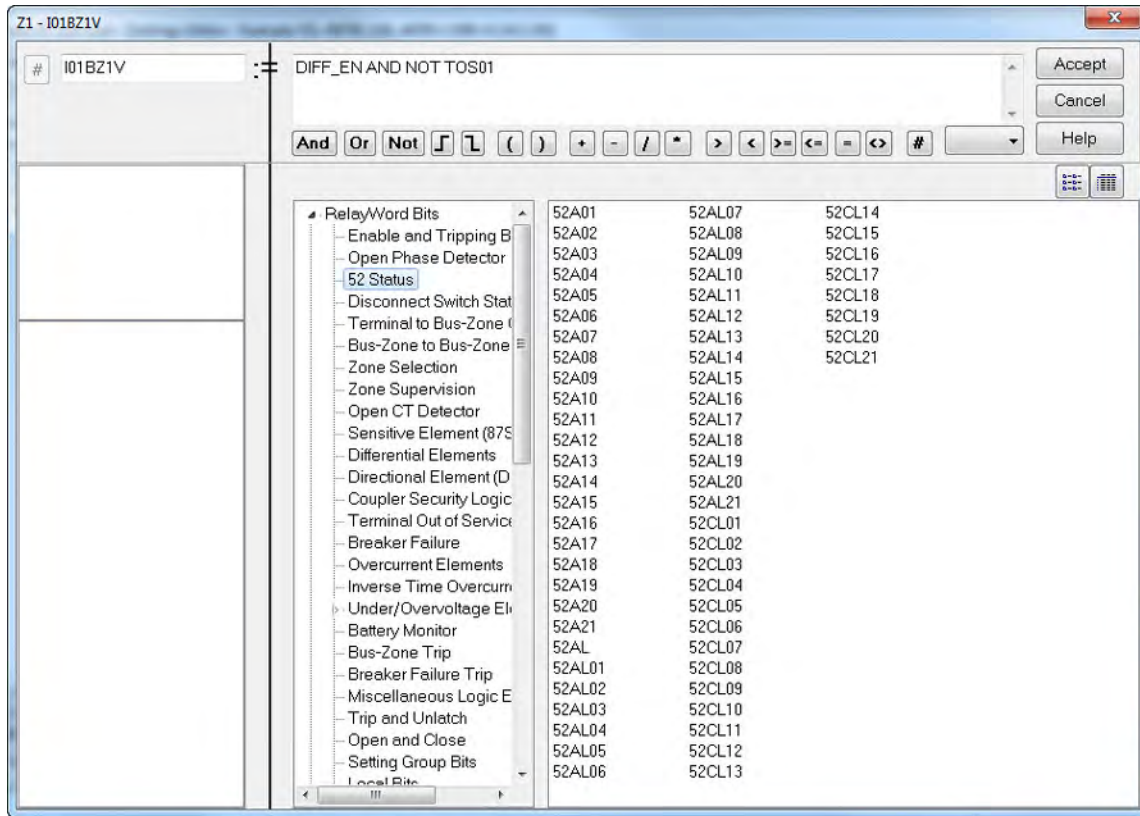 Z1 - I01BZ1V
# I01BZ1V := DIFF_EN AND NOT TOS01
Accept
Cancel
Help
And Or Not ( ) + - / * > < >= <= = <> #
RelayWord Bits
Enable and Tripping B
Open Phase Detector
52 Status
Disconnect Switch Stat
Terminal to Bus-Zone (
Bus-Zone to Bus-Zone
Zone Selection
Zone Supervision
Open CT Detector
Sensitive Element (87S
Differential Elements
Directional Element (D
Coupler Security Logic
Terminal Out of Service
Breaker Failure
Overcurrent Elements
Inverse Time Overcurre
Under/Overvoltage Ele
Battery Monitor
Bus-Zone Trip
Breaker Failure Trip
Miscellaneous Logic E
Trip and Unlatch
Open and Close
Setting Group Bits
Local Bits
52A01
52A02
52A03
52A04
52A05
52A06
52A07
52A08
52A09
52A10
52A11
52A12
52A13
52A14
52A15
52A16
52A17
52A18
52A19
52A20
52A21
52AL
52AL01
52AL02
52AL03
52AL04
52AL05
52AL06
52AL07
52AL08
52AL09
52AL10
52AL11
52AL12
52AL13
52AL14
52AL15
52AL16
52AL17
52AL18
52AL19
52AL20
52AL21
52CL01
52CL02
52CL03
52CL04
52CL05
52CL06
52CL07
52CL08
52CL09
52CL10
52CL11
52CL12
52CL13
52CL14
52CL15
52CL16
52CL17
52CL18
52CL19
52CL20
52CL21